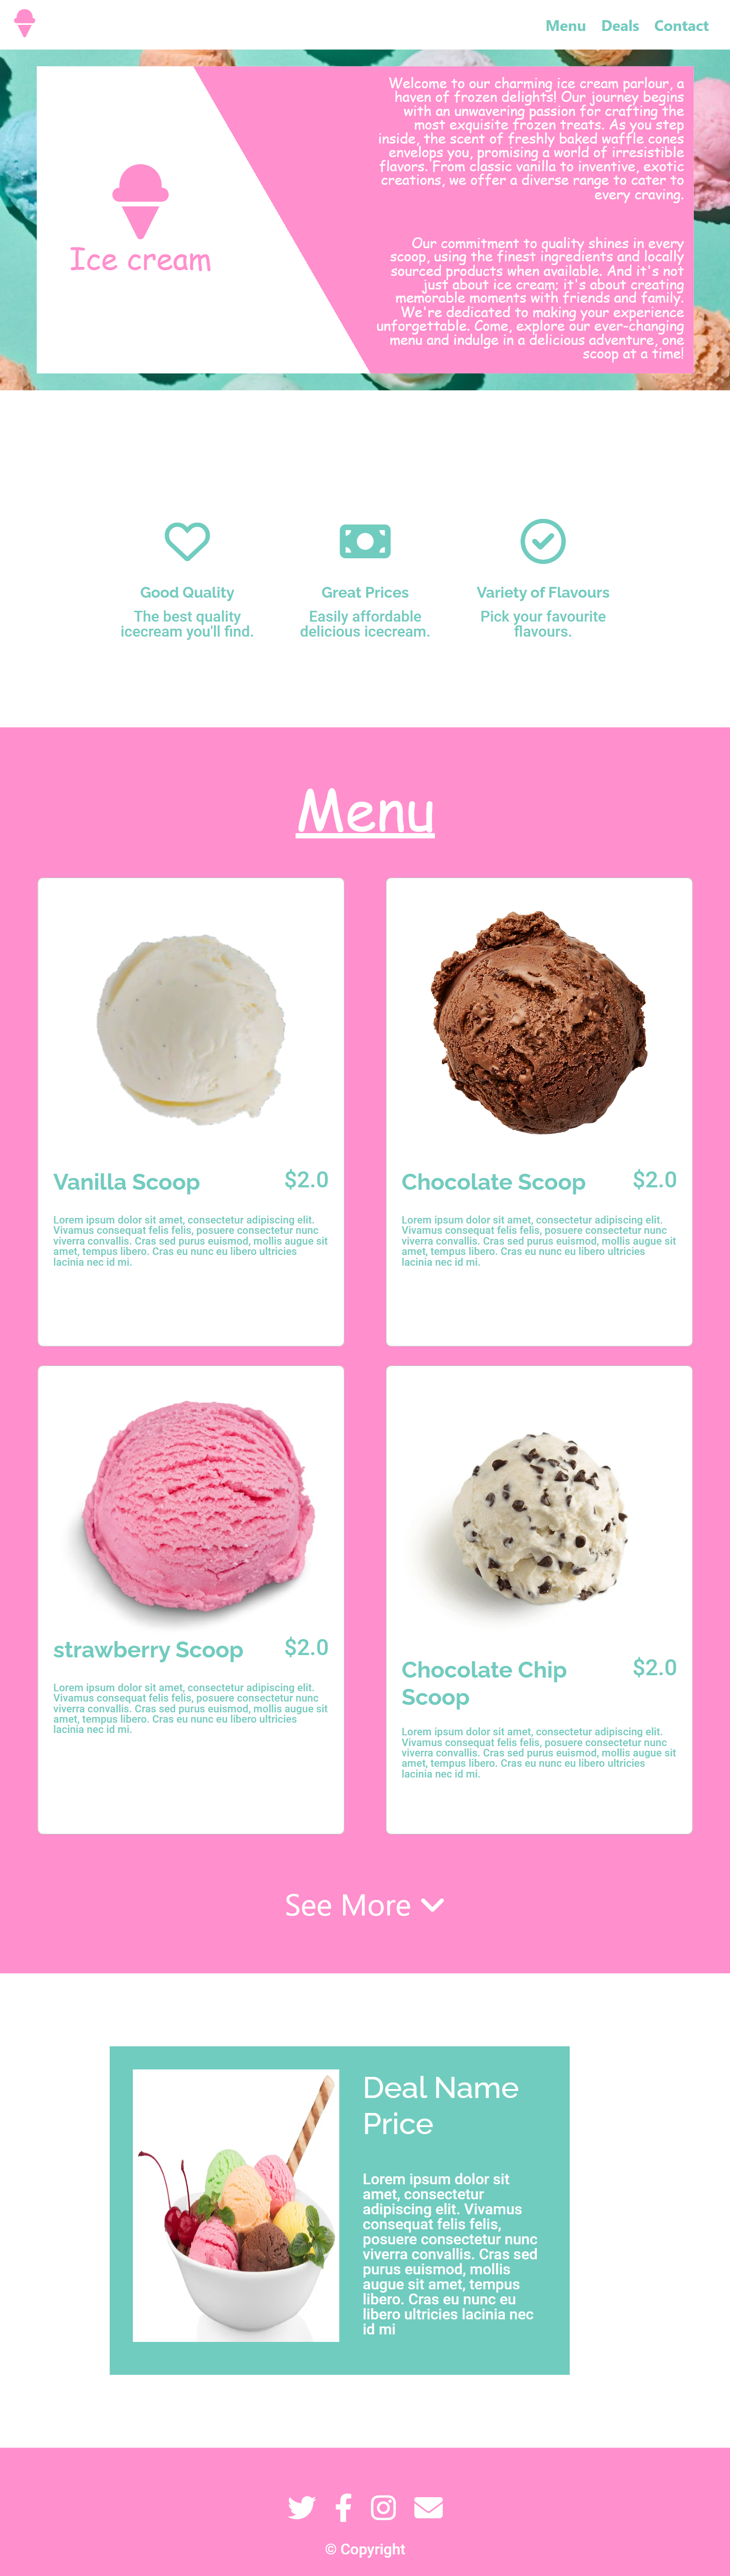 Menu Deals Contact
Welcome to our charming ice cream parlour, a
haven of frozen delights! Our journey begins
with an unwavering passion for crafting the
most exquisite frozen treats. As you step
inside, the scent of freshly baked waffle cones
envelops you, promising a world of irresistible
flavors. From classic vanilla to inventive, exotic
creations, we offer a diverse range to cater to
every craving.
Ice cream
Our commitment to quality shines in every
scoop, using the finest ingredients and locally
sourced products when available. And it's not
just about ice cream; it's about creating
memorable moments with friends and family.
We're dedicated to making your experience
unforgettable. Come, explore our ever-changing
menu and indulge in a delicious adventure, one
scoop at a time!
Good Quality
The best quality
icecream you'll find.
Great Prices
Easily affordable
delicious icecream.
Variety of Flavours
Pick your favourite
flavours.
Menu
Vanilla Scoop $2.0
Lorem ipsum dolor sit amet, consectetur adipiscing elit.
Vivamus consequat felis felis, posuere consectetur nunc
viverra convallis. Cras sed purus euismod, mollis augue sit
amet, tempus libero. Cras eu nunc eu libero ultricies
lacinia nec id mi.
Chocolate Scoop $2.0
Lorem ipsum dolor sit amet, consectetur adipiscing elit.
Vivamus consequat felis felis, posuere consectetur nunc
viverra convallis. Cras sed purus euismod, mollis augue sit
amet, tempus libero. Cras eu nunc eu libero ultricies
lacinia nec id mi.
strawberry Scoop $2.0
Lorem ipsum dolor sit amet, consectetur adipiscing elit.
Vivamus consequat felis felis, posuere consectetur nunc
viverra convallis. Cras sed purus euismod, mollis augue sit
amet, tempus libero. Cras eu nunc eu libero ultricies
lacinia nec id mi.
Chocolate Chip $2.0
Scoop
Lorem ipsum dolor sit amet, consectetur adipiscing elit.
Vivamus consequat felis felis, posuere consectetur nunc
viverra convallis. Cras sed purus euismod, mollis augue sit
amet, tempus libero. Cras eu nunc eu libero ultricies
lacinia nec id mi.
See More
Deal Name
Price
Lorem ipsum dolor sit
amet, consectetur
adipiscing elit. Vivamus
consequat felis felis,
posuere consectetur nunc
viverra convallis. Cras sed
purus euismod, mollis
augue sit amet, tempus
libero. Cras eu nunc eu
libero ultricies lacinia nec
id mi
© Copyright